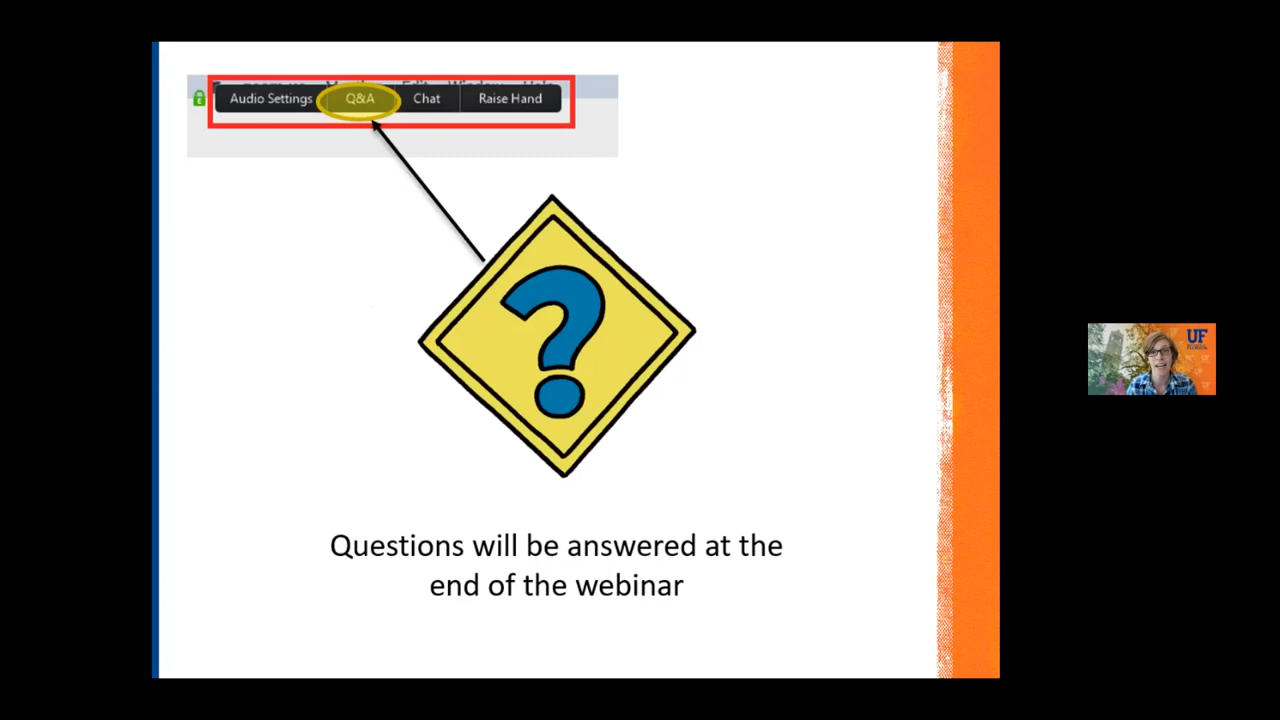 Audio Settings Q&A Chat Raise Hand
?
Questions will be answered at the
end of the webinar
UF